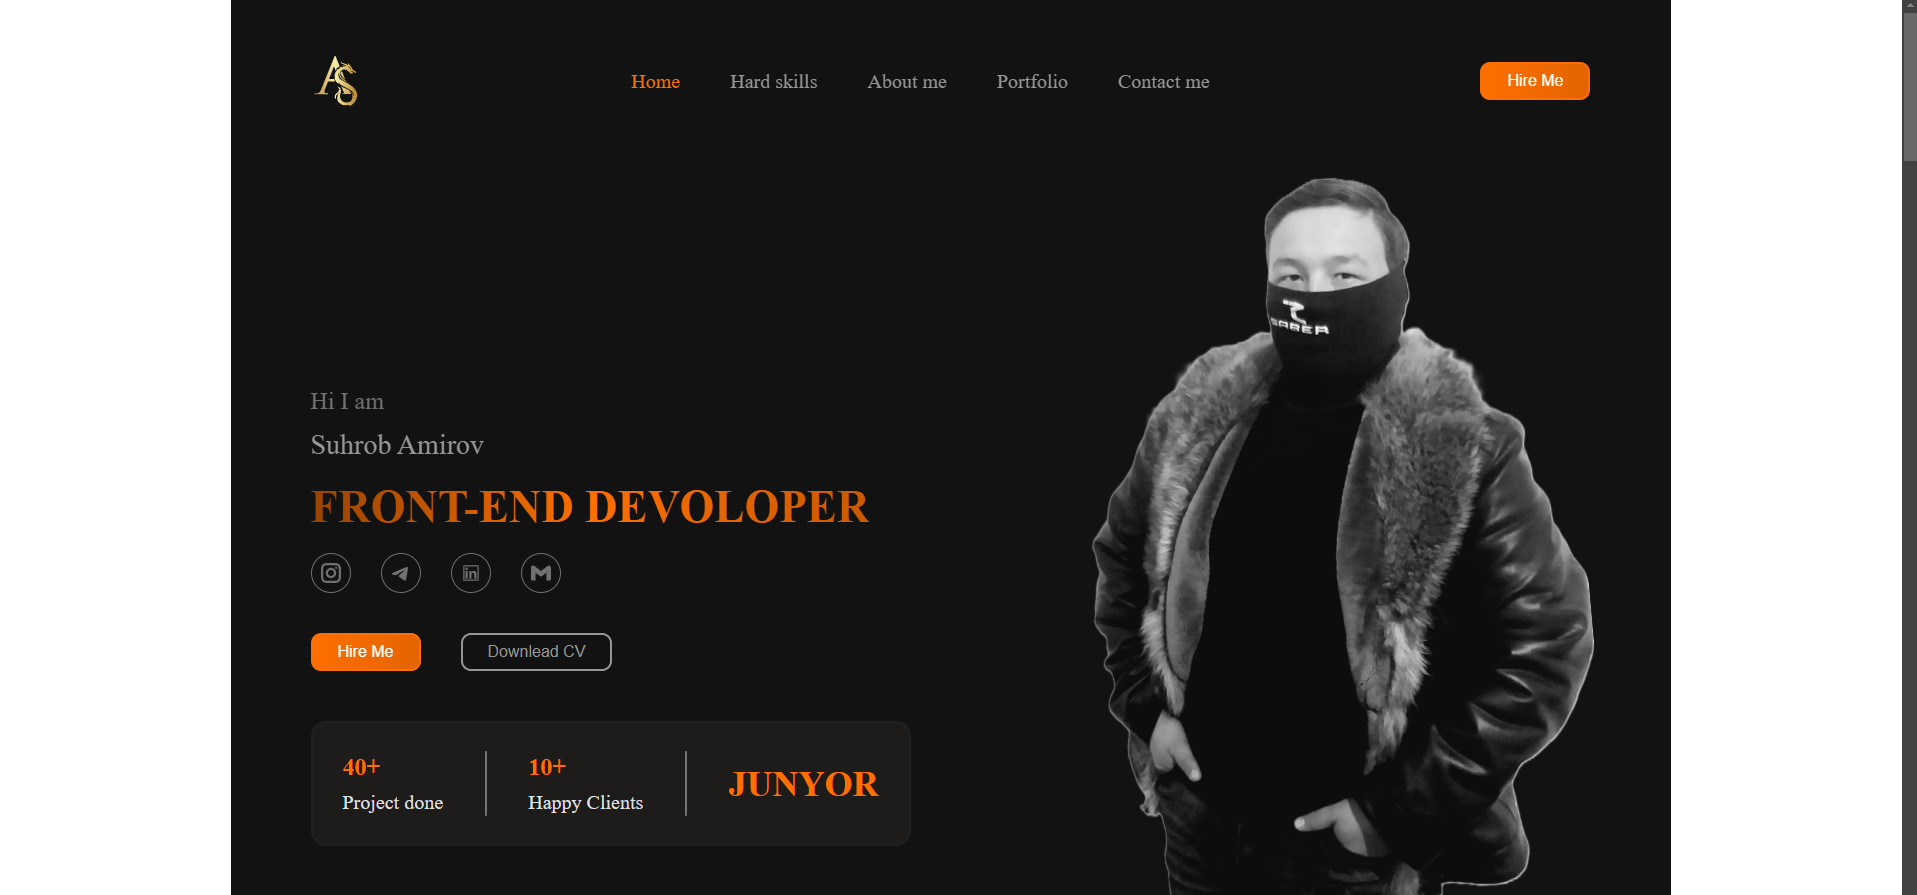 AS
Home Hard skills About me Portfolio Contact me Hire Me
SABER
Hi I am
Suhrob Amirov
FRONT-END DEVOLOPER
Hire Me Downlead CV
40+ 10+ JUNYOR
Project done Happy Clients